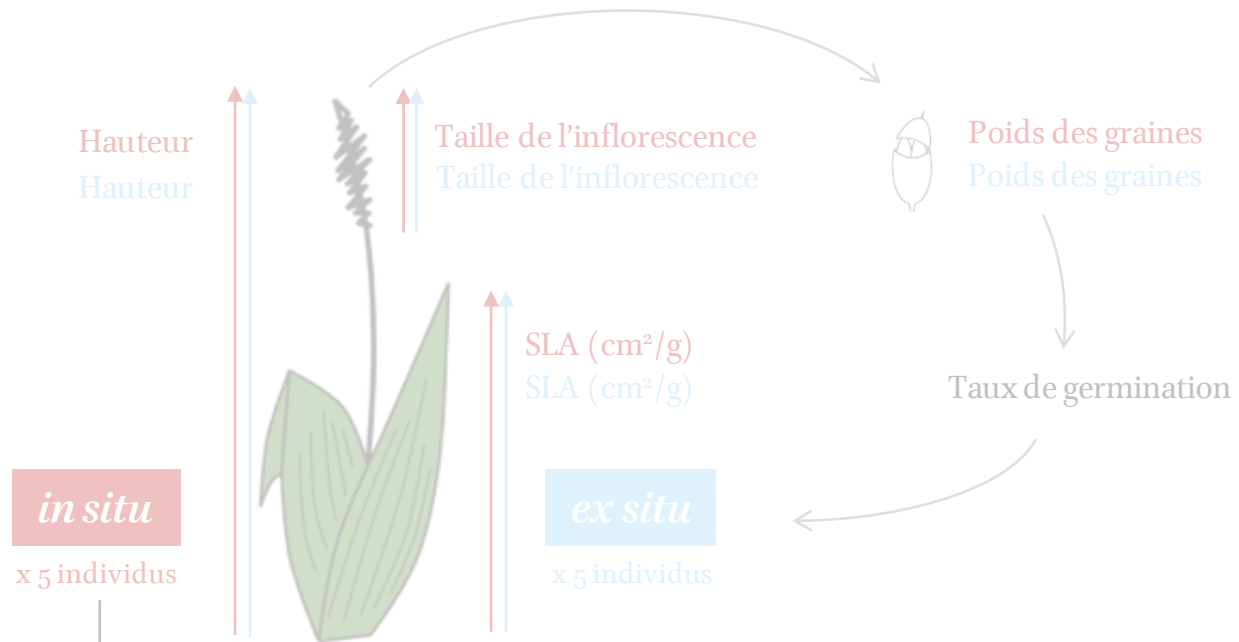 Hauteur
Hauteur
Taille de l’inflorescence
Taille de l’inflorescence
Poids des graines
Poids des graines
SLA (cm²/g)
SLA (cm²/g)
Taux de germination
in situ
x 5 individus
ex situ
x 5 individus